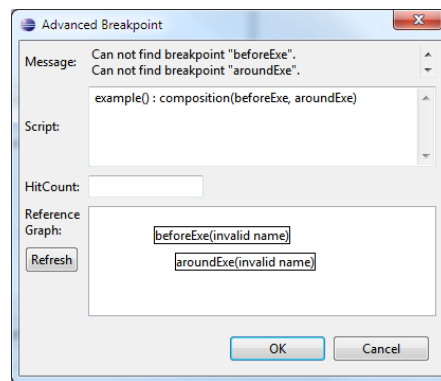 Advanced Breakpoint
Message:
Can not find breakpoint "beforeExe".
Can not find breakpoint "aroundExe".
Script:
example() : composition(beforeExe, aroundExe)
HitCount:
Reference
Graph:
Refresh
beforeExe(invalid name)
aroundExe(invalid name)
OK
Cancel